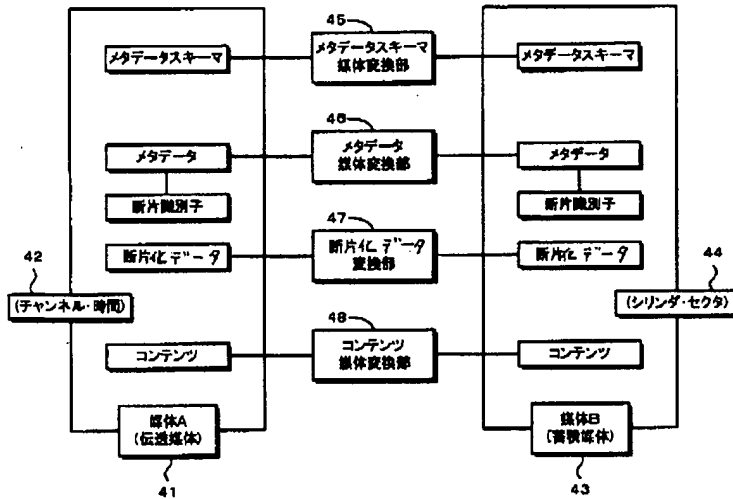 45
メタデータスキーマ
メタデータスキーマ
媒体変換部
メタデータスキーマ
46
メタデータ
メタデータ
媒体変換部
メタデータ
断片識別子
断片識別子
47
断片化データ
断片化データ
変換部
断片化データ
42
44
(チャンネル・時間)
(シリンダ・セクタ)
48
コンテンツ
コンテンツ
媒体変換部
コンテンツ
媒体A
(伝送媒体)
媒体B
(蓄積媒体)
41
43